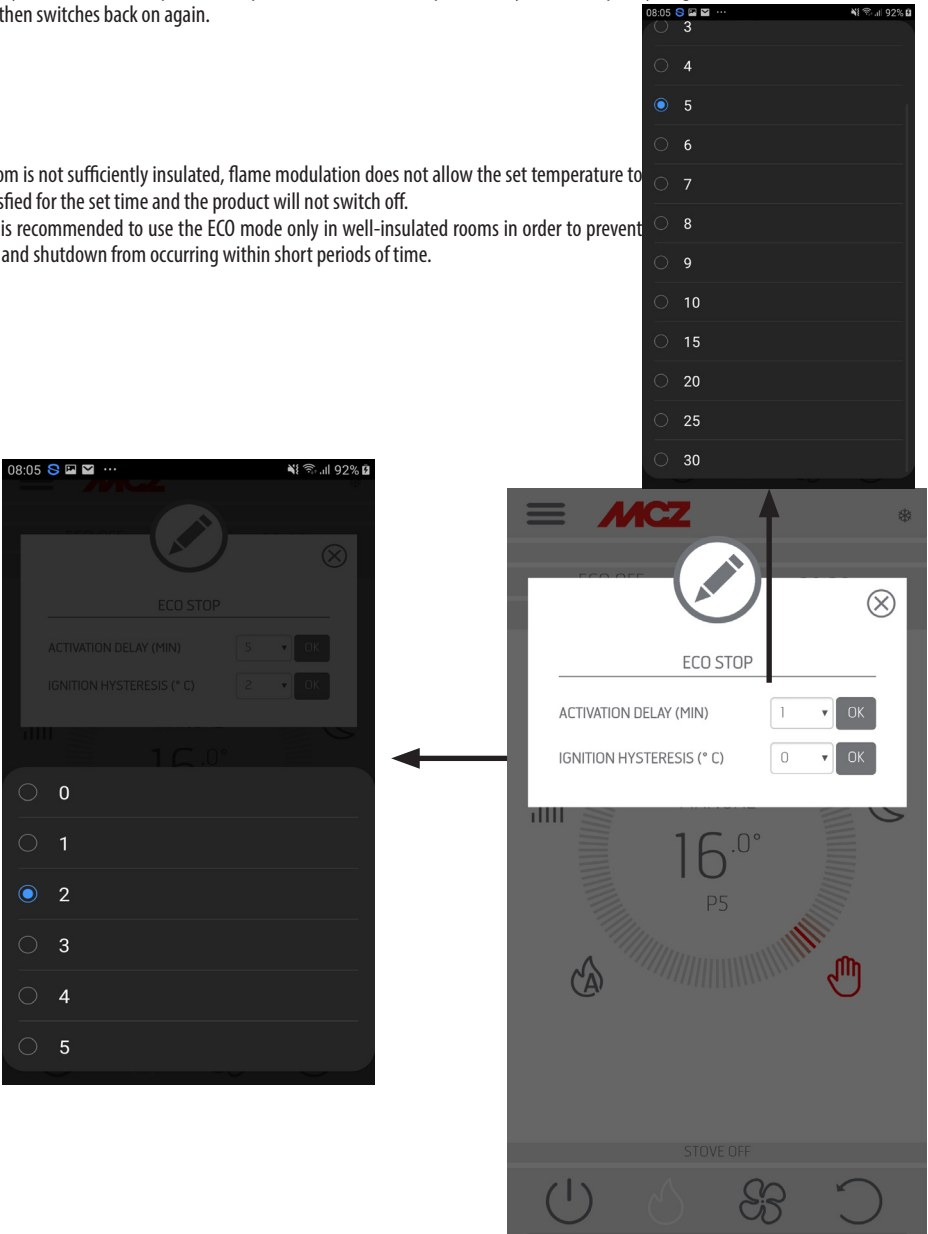 then switches back on again.
om is not sufficiently insulated, flame modulation does not allow the set temperature to
sfied for the set time and the product will not switch off.
is recommended to use the ECO mode only in well-insulated rooms in order to prevent
and shutdown from occurring within short periods of time.
08:05 92%
3
4
5
6
7
8
9
10
15
20
25
30
08:05 92%
MCZ
ECO STOP
ACTIVATION DELAY (MIN) 5 OK
IGNITION HYSTERESIS (° C) 2 OK
16.0°
0
1
2
3
4
5
MCZ
ECO OFF
ECO STOP
ACTIVATION DELAY (MIN) 1 OK
IGNITION HYSTERESIS (° C) 0 OK
MANUAL
16.0°
P5
A
STOVE OFF